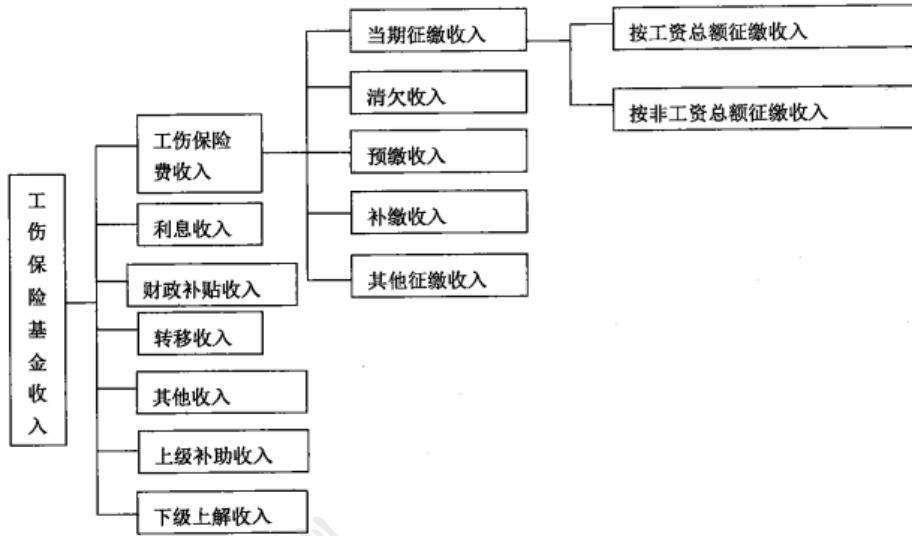 工伤保险基金收入
工伤保险
费收入
利息收入
财政补贴收入
转移收入
其他收入
上级补助收入
下级上解收入
当期征缴收入
清欠收入
预缴收入
补缴收入
其他征缴收入
按工资总额征缴收入
按非工资总额征缴收入